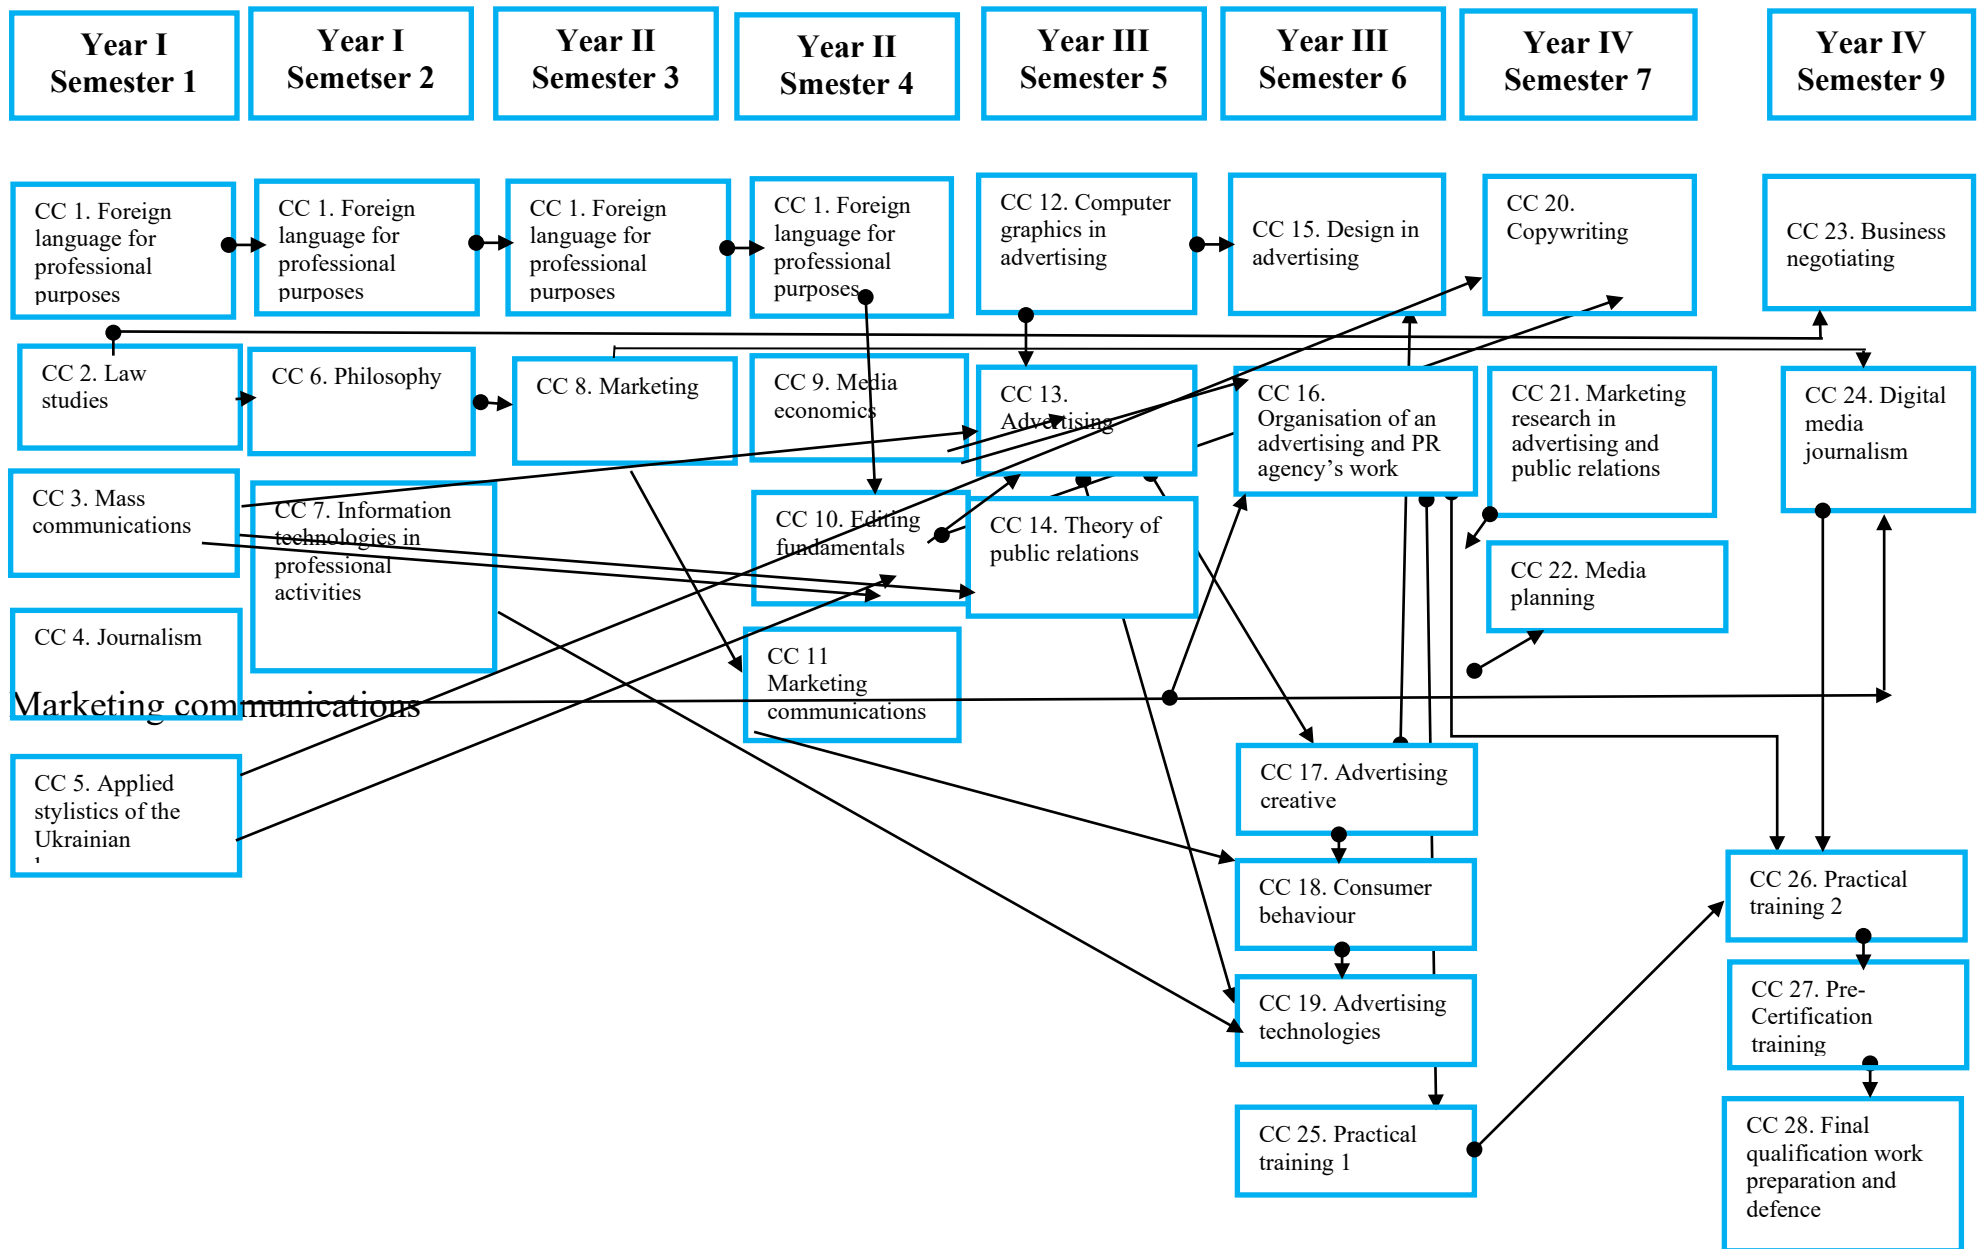 Year I
Semester 1
Year I
Semetser 2
Year II
Semester 3
Year II
Smester 4
Year III
Semester 5
Year III
Semester 6
Year IV
Semester 7
Year IV
Semester 9
CC 1. Foreign
language for
professional
purposes
CC 1. Foreign
language for
professional
purposes
CC 1. Foreign
language for
professional
purposes
CC 1. Foreign
language for
professional
purposes
CC 12. Computer
graphics in
advertising
CC 15. Design in
advertising
CC 20.
Copywriting
CC 23. Business
negotiating
CC 2. Law
studies
CC 6. Philosophy
CC 8. Marketing
CC 9. Media
economics
CC 13.
Advertising
CC 16.
Organisation of an
advertising and PR
agency’s work
CC 21. Marketing
research in
advertising and
public relations
CC 24. Digital
media
journalism
CC 3. Mass
communications
CC 7. Information
technologies in
professional
activities
CC 10. Editing
fundamentals
CC 14. Theory of
public relations
CC 22. Media
planning
CC 4. Journalism
Marketing communications
CC 11
Marketing
communications
CC 5. Applied
stylistics of the
Ukrainian
CC 17. Advertising
creative
CC 18. Consumer
behaviour
CC 19. Advertising
technologies
CC 25. Practical
training 1
CC 26. Practical
training 2
CC 27. Pre-
Certification
training
CC 28. Final
qualification work
preparation and
defence